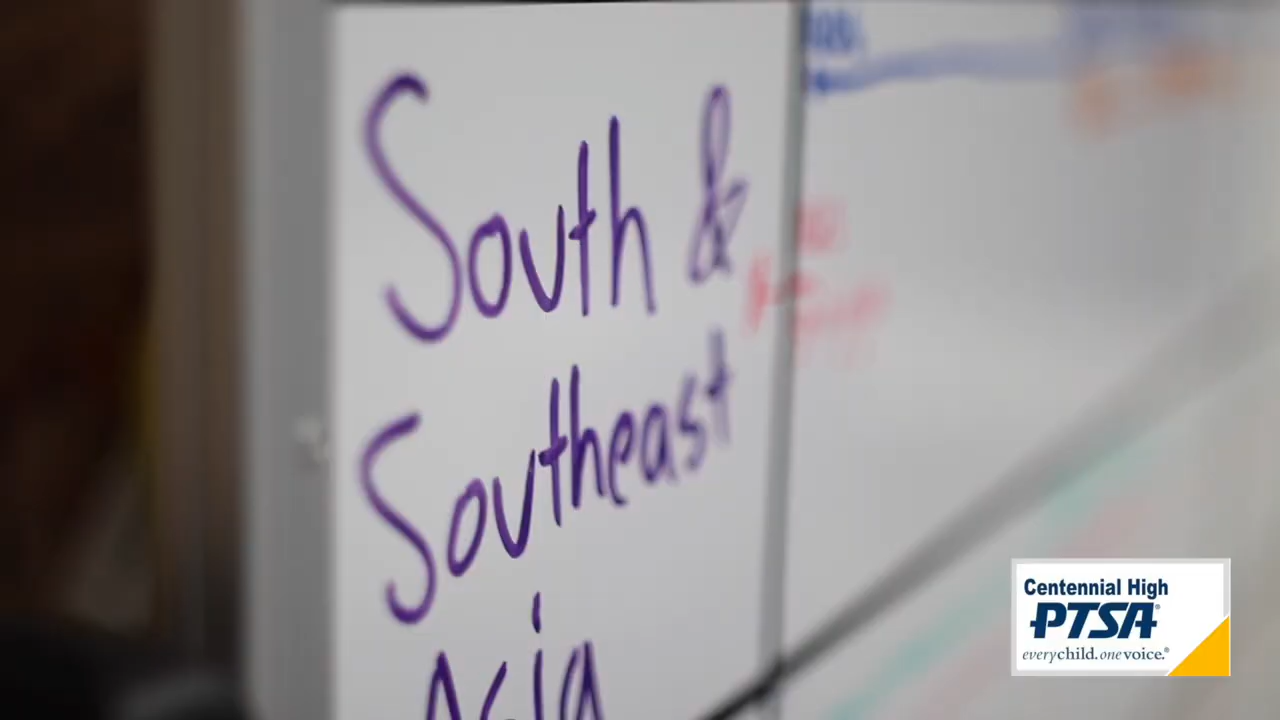 South &
Southeast
Asia
Centennial High
PTSA®
everychild.onevoice.®